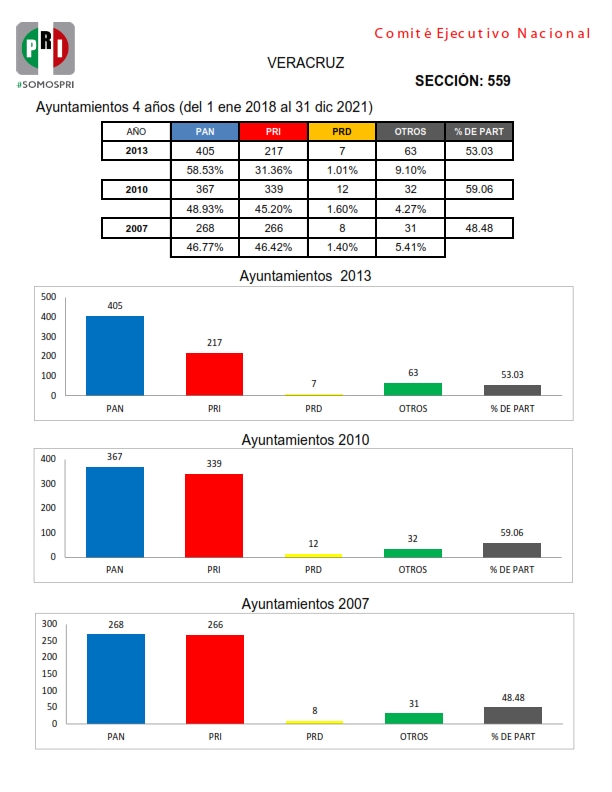 Comité Ejecutivo Nacional
PRI
#SOMOSPRI
VERACRUZ
SECCIÓN: 559
Ayuntamientos 4 años (del 1 ene 2018 al 31 dic 2021)
AÑO PAN PRI PRD OTROS % DE PART
2013 405 217 7 63 53.03
58.53% 31.36% 1.01% 9.10%
2010 367 339 12 32 59.06
48.93% 45.20% 1.60% 4.27%
2007 268 266 8 31 48.48
46.77% 46.42% 1.40% 5.41%
Ayuntamientos 2013
500
400
300
200
100
0
405 217 7 63 53.03
PAN PRI PRD OTROS % DE PART
Ayuntamientos 2010
400
300
200
100
0
367 339 12 32 59.06
PAN PRI PRD OTROS % DE PART
Ayuntamientos 2007
300
250
200
150
100
50
0
268 266 8 31 48.48
PAN PRI PRD OTROS % DE PART